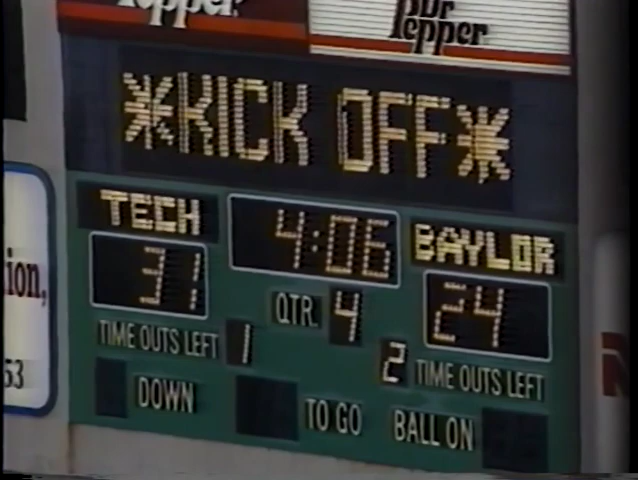 Pepper
Dr Pepper
*KICK OFF*
TECH 4:06 BAYLOR
31 24
QTR. 4
TIME OUTS LEFT 1
2 TIME OUTS LEFT
DOWN TO GO BALL ON
53